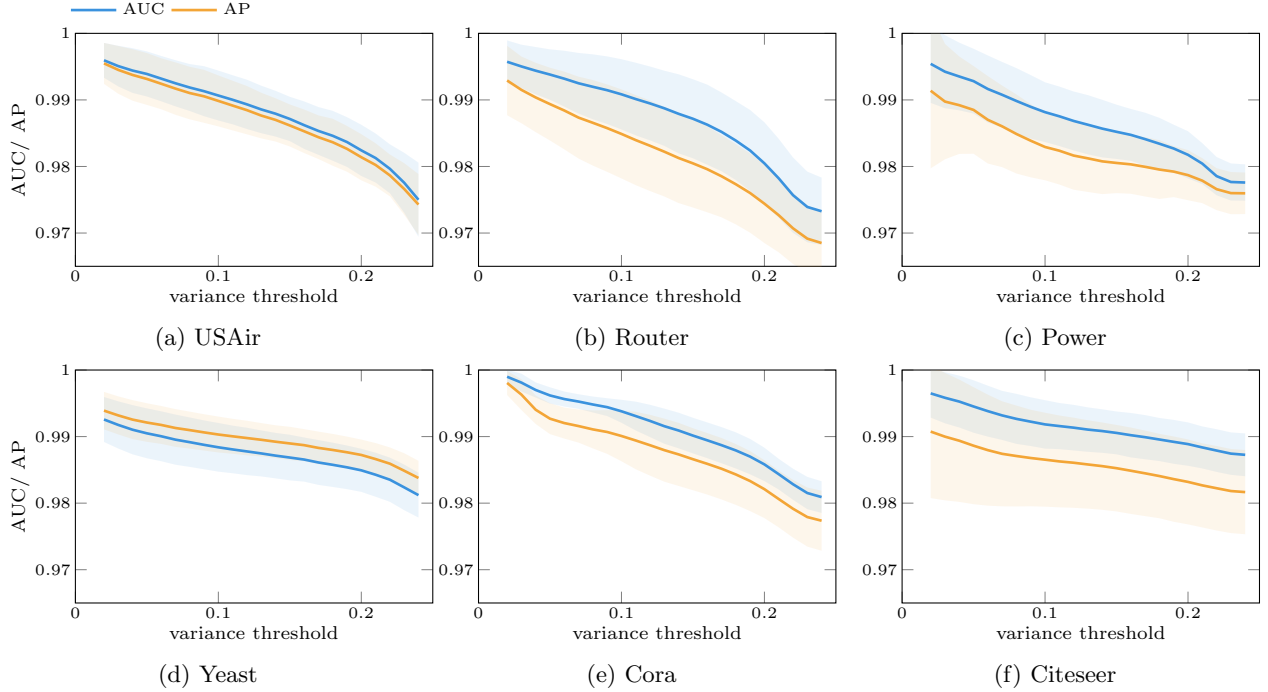 AUC AP
1
0.99
0.98
0.97
0 0.1 0.2
AUC/ AP
variance threshold
(a) USAir
1
0.99
0.98
0.97
0 0.1 0.2
variance threshold
(b) Router
1
0.99
0.98
0.97
0 0.1 0.2
variance threshold
(c) Power
1
0.99
0.98
0.97
0 0.1 0.2
AUC/ AP
variance threshold
(d) Yeast
1
0.99
0.98
0.97
0 0.1 0.2
variance threshold
(e) Cora
1
0.99
0.98
0.97
0 0.1 0.2
variance threshold
(f) Citeseer